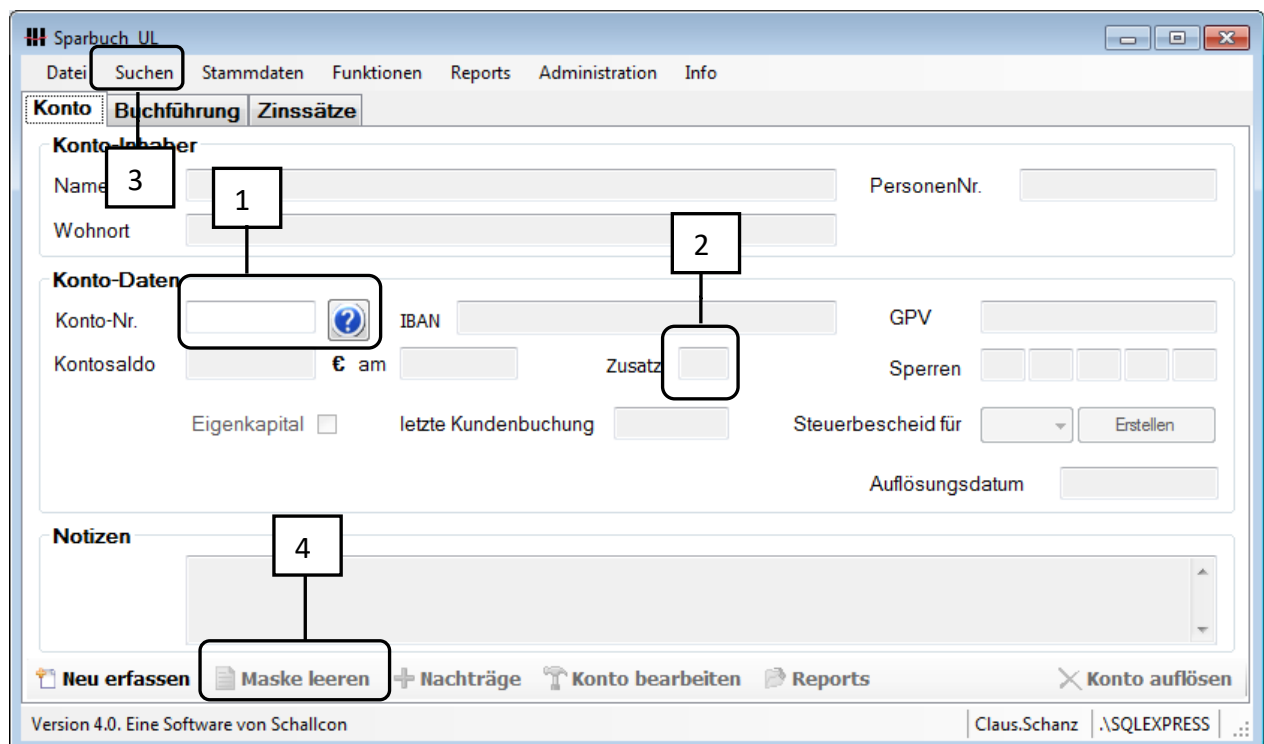 Sparbuch UL
Datei Suchen Stammdaten Funktionen Reports Administration Info
Konto Buchführung Zinssätze
Konto-Inhaber
3
1
Name
PersonenNr.
Wohnort
2
Konto-Daten
Konto-Nr.
IBAN
GPV
Kontosaldo
€ am
Zusatz
Sperren
Eigenkapital
letzte Kundenbuchung
Steuerbescheid für
Erstellen
Auflösungsdatum
Notizen
4
Neu erfassen Maske leeren Nachträge Konto bearbeiten Reports Konto auflösen
Version 4.0. Eine Software von Schallcon
Claus.Schanz .\SQLEXPRESS